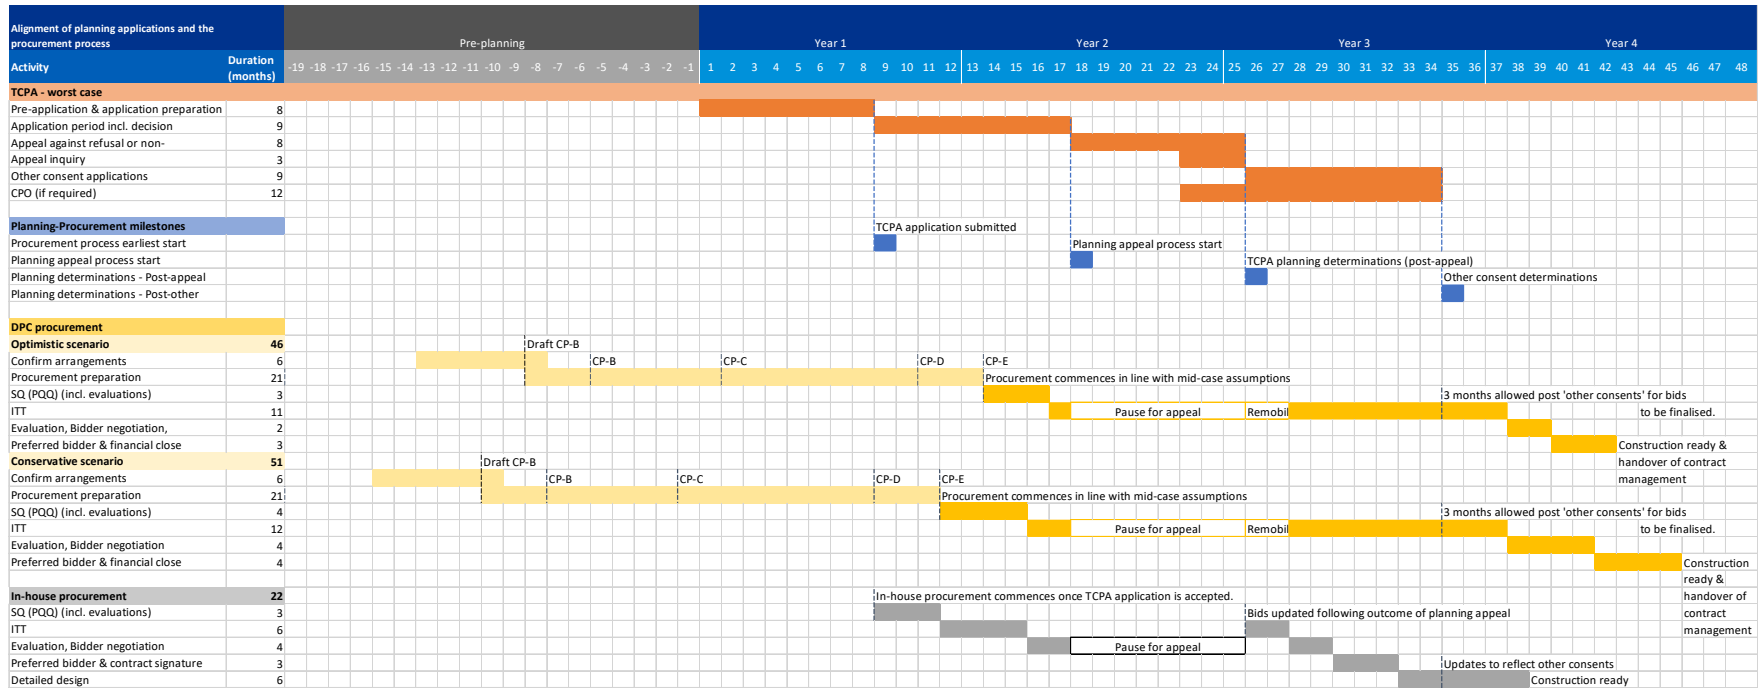 Alignment of planning applications and the
procurement process
Pre-planning
Year 1
Year 2
Year 3
Year 4
Activity
Duration
(months)
-19 -18 -17 -16 -15 -14 -13 -12 -11 -10 -9 -8 -7 -6 -5 -4 -3 -2 -1 1 2 3 4 5 6 7 8 9 10 11 12 13 14 15 16 17 18 19 20 21 22 23 24 25 26 27 28 29 30 31 32 33 34 35 36 37 38 39 40 41 42 43 44 45 46 47 48
TCPA - worst case
Pre-application & application preparation 8
Application period incl. decision 9
Appeal against refusal or non- 8
Appeal inquiry 3
Other consent applications 9
CPO (if required) 12
Planning-Procurement milestones
TCPA application submitted
Procurement process earliest start
Planning appeal process start
Planning appeal process start
TCPA planning determinations (post-appeal)
Planning determinations - Post-appeal
Other consent determinations
Planning determinations - Post-other
DPC procurement
Optimistic scenario 46
Draft CP-B
Confirm arrangements 6
CP-B
CP-C
CP-D
CP-E
Procurement preparation 21
Procurement commences in line with mid-case assumptions
SQ (PQQ) (incl. evaluations) 3
3 months allowed post 'other consents' for bids
ITT 11
Pause for appeal
Remobil
to be finalised.
Evaluation, Bidder negotiation, 2
Preferred bidder & financial close 3
Construction ready &
Conservative scenario 51
Draft CP-B
handover of contract
Confirm arrangements 6
CP-B
CP-C
CP-D
CP-E
management
Procurement preparation 21
Procurement commences in line with mid-case assumptions
SQ (PQQ) (incl. evaluations) 4
3 months allowed post 'other consents' for bids
ITT 12
Pause for appeal
Remobil
to be finalised.
Evaluation, Bidder negotiation 4
Preferred bidder & financial close 4
Construction
ready &
In-house procurement 22
In-house procurement commences once TCPA application is accepted.
handover of
SQ (PQQ) (incl. evaluations) 3
Bids updated following outcome of planning appeal
contract
ITT 6
management
Evaluation, Bidder negotiation 4
Pause for appeal
Preferred bidder & contract signature 3
Updates to reflect other consents
Detailed design 6
Construction ready